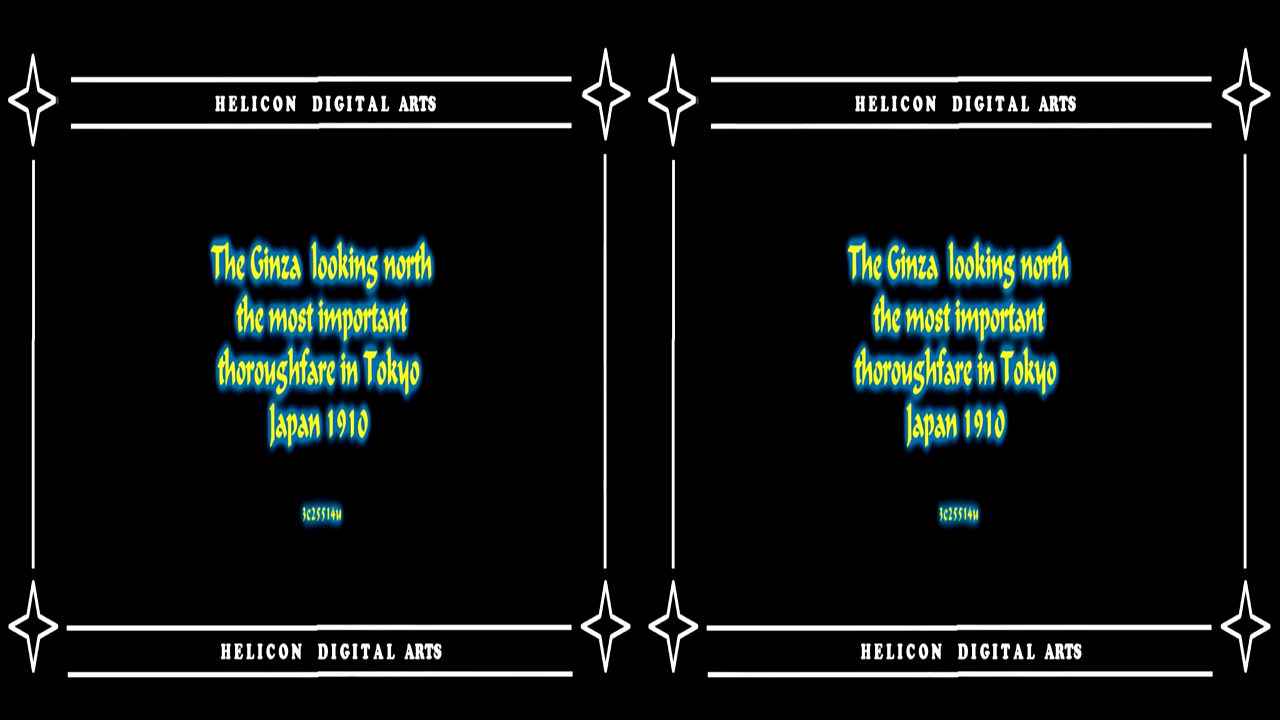 HELICON DIGITAL ARTS
The Ginza looking north
the most important
thoroughfare in Tokyo
Japan 1910
3c25514u
HELICON DIGITAL ARTS
HELICON DIGITAL ARTS
The Ginza looking north
the most important
thoroughfare in Tokyo
Japan 1910
3c25514u
HELICON DIGITAL ARTS